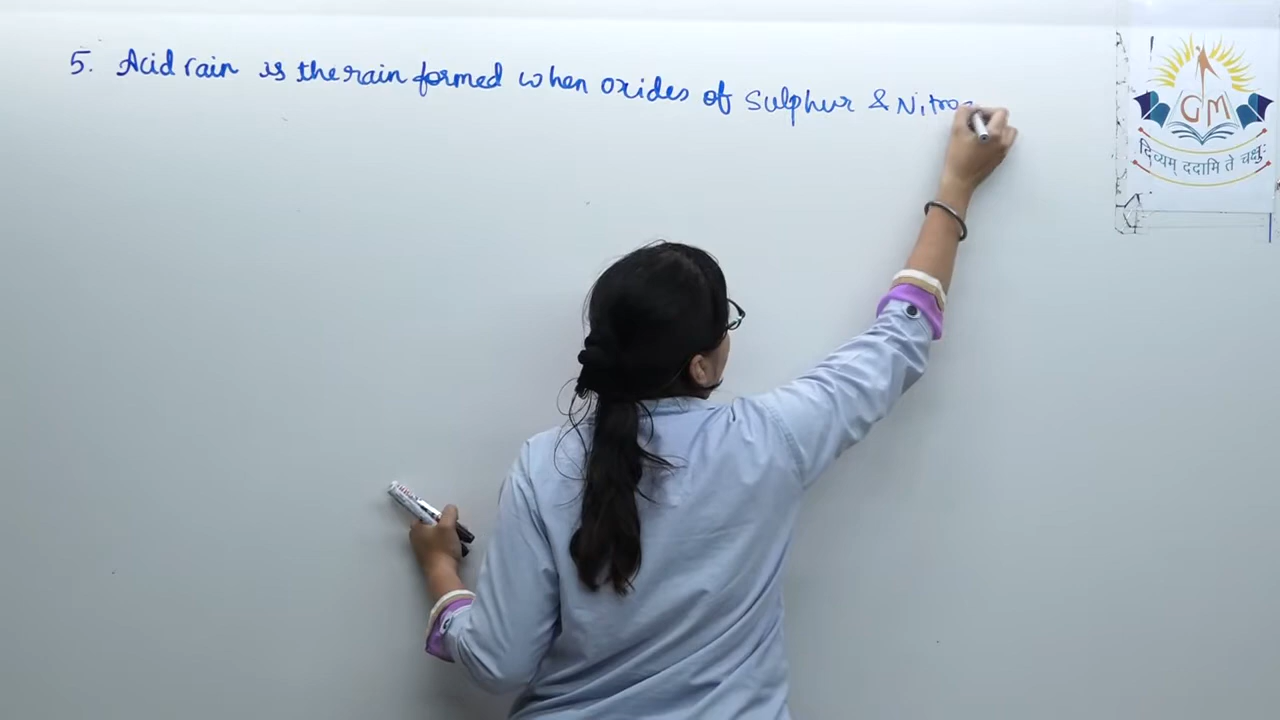 5. Acid rain is the rain formed when oxides of Sulphur & Nitro
GM
दिव्यम् ददामि ते चक्षुः